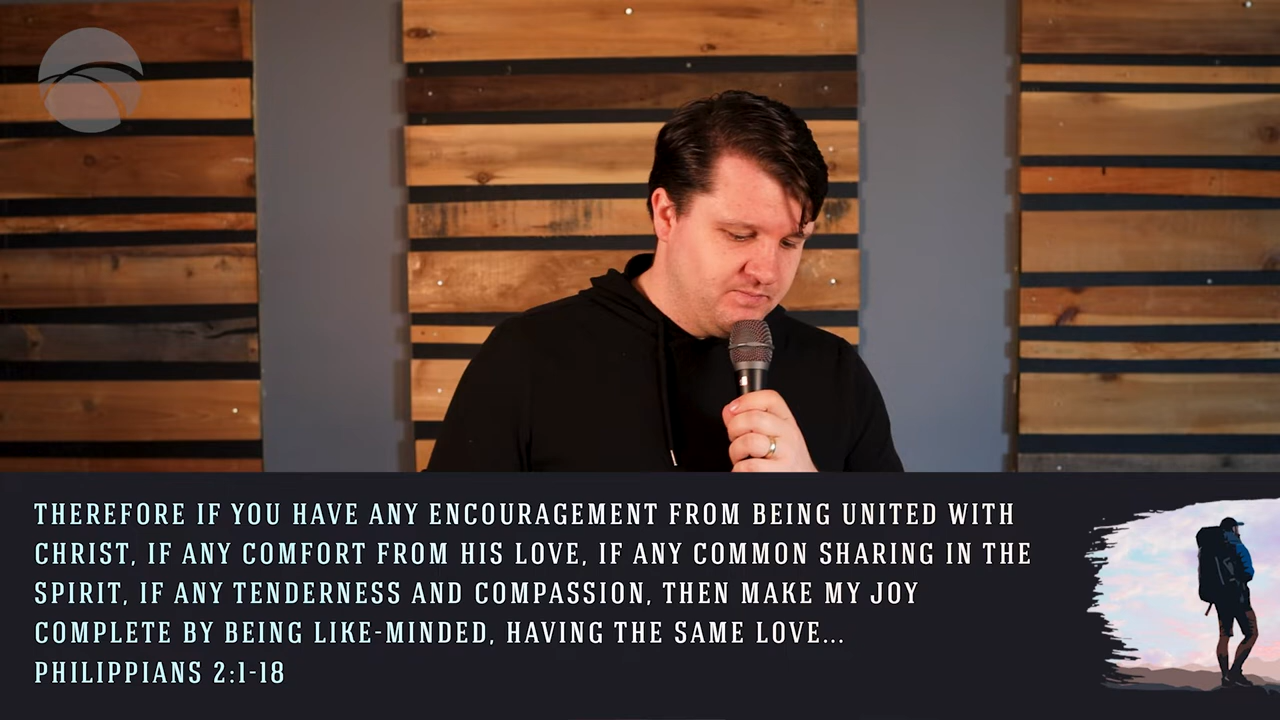 THEREFORE IF YOU HAVE ANY ENCOURAGEMENT FROM BEING UNITED WITH
CHRIST, IF ANY COMFORT FROM HIS LOVE, IF ANY COMMON SHARING IN THE
SPIRIT, IF ANY TENDERNESS AND COMPASSION, THEN MAKE MY JOY
COMPLETE BY BEING LIKE-MINDED, HAVING THE SAME LOVE...
PHILIPPIANS 2:1-18